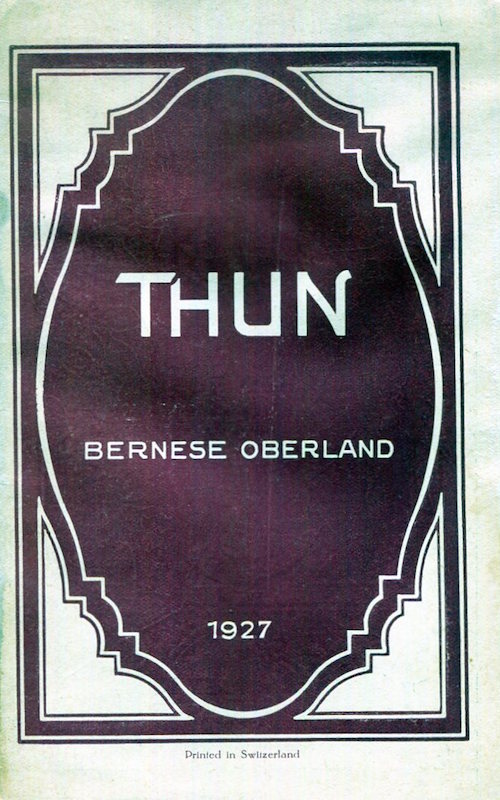 THUN
BERNESE OBERLAND
1927
Printed in Switzerland